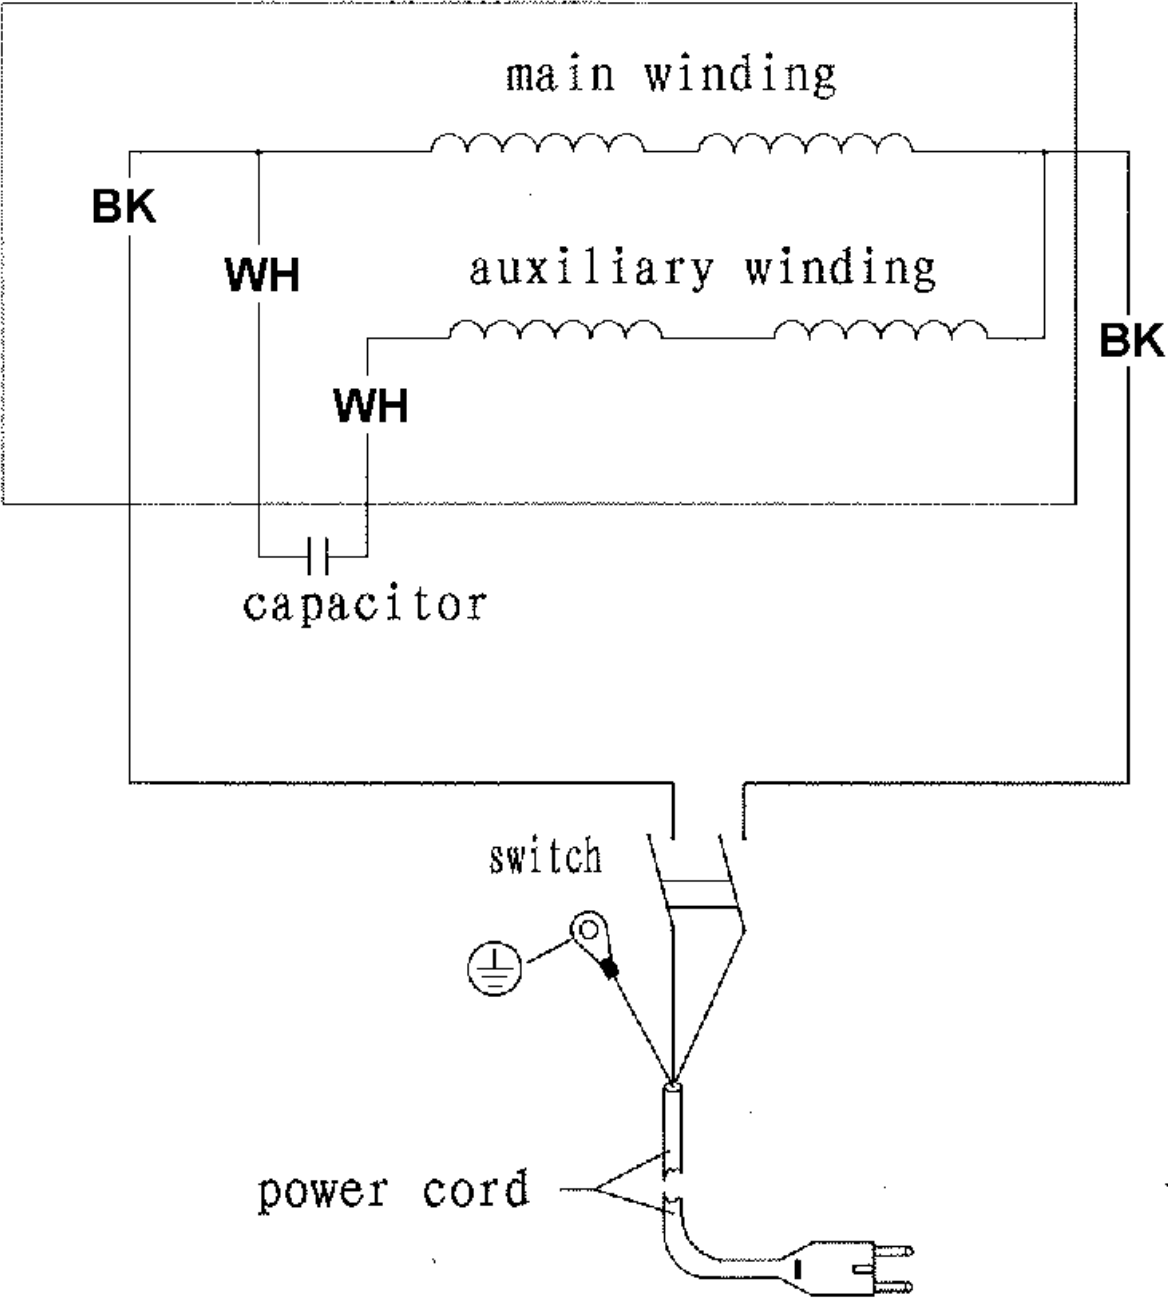 main winding
BK
WH
auxiliary winding
BK
WH
capacitor
switch
power cord